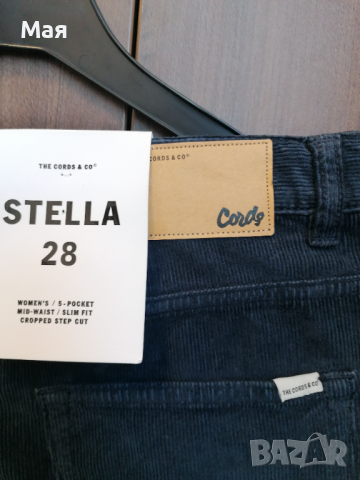 Мая
THE CORDS & CO®
STELLA
28
WOMEN'S / 5-POCKET
MID-WAIST / SLIM FIT
CROPPED STEP CUT
CORDS & CO®
Cords
THE CORDS & CO®
BAZAR